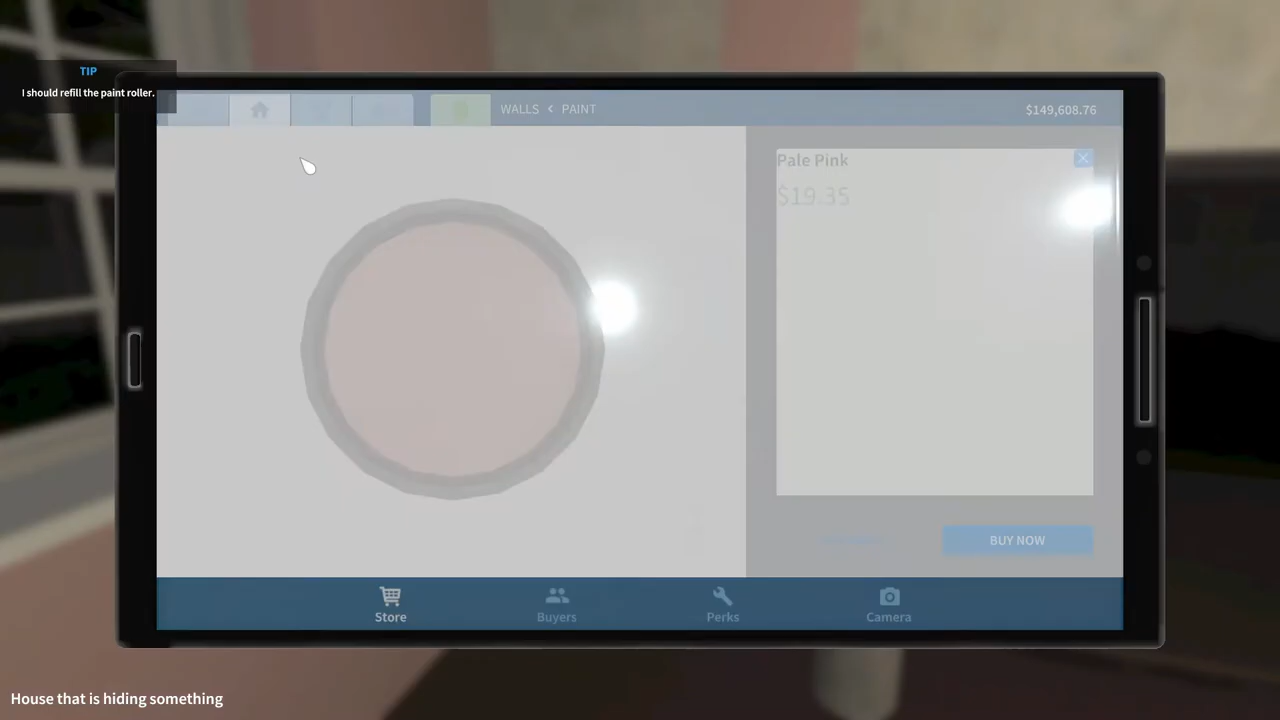 TIP
I should refill the paint roller.
WALLS < PAINT
$149,608.76
Pale Pink
$19.35
BUY NOW
Store
Buyers
Perks
Camera
House that is hiding something